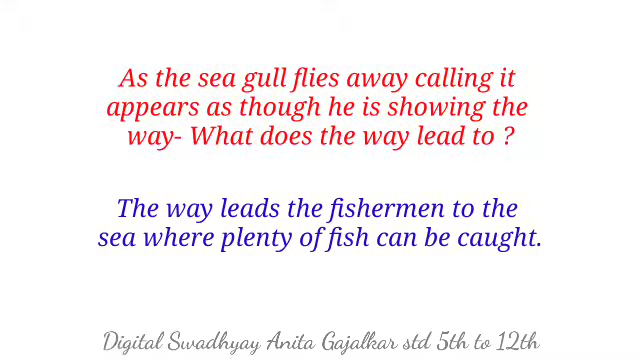 As the sea gull flies away calling it
appears as though he is showing the
way- What does the way lead to ?
The way leads the fishermen to the
sea where plenty of fish can be caught.
Digital Swadhyay Anita Gajalkar std 5th to 12th